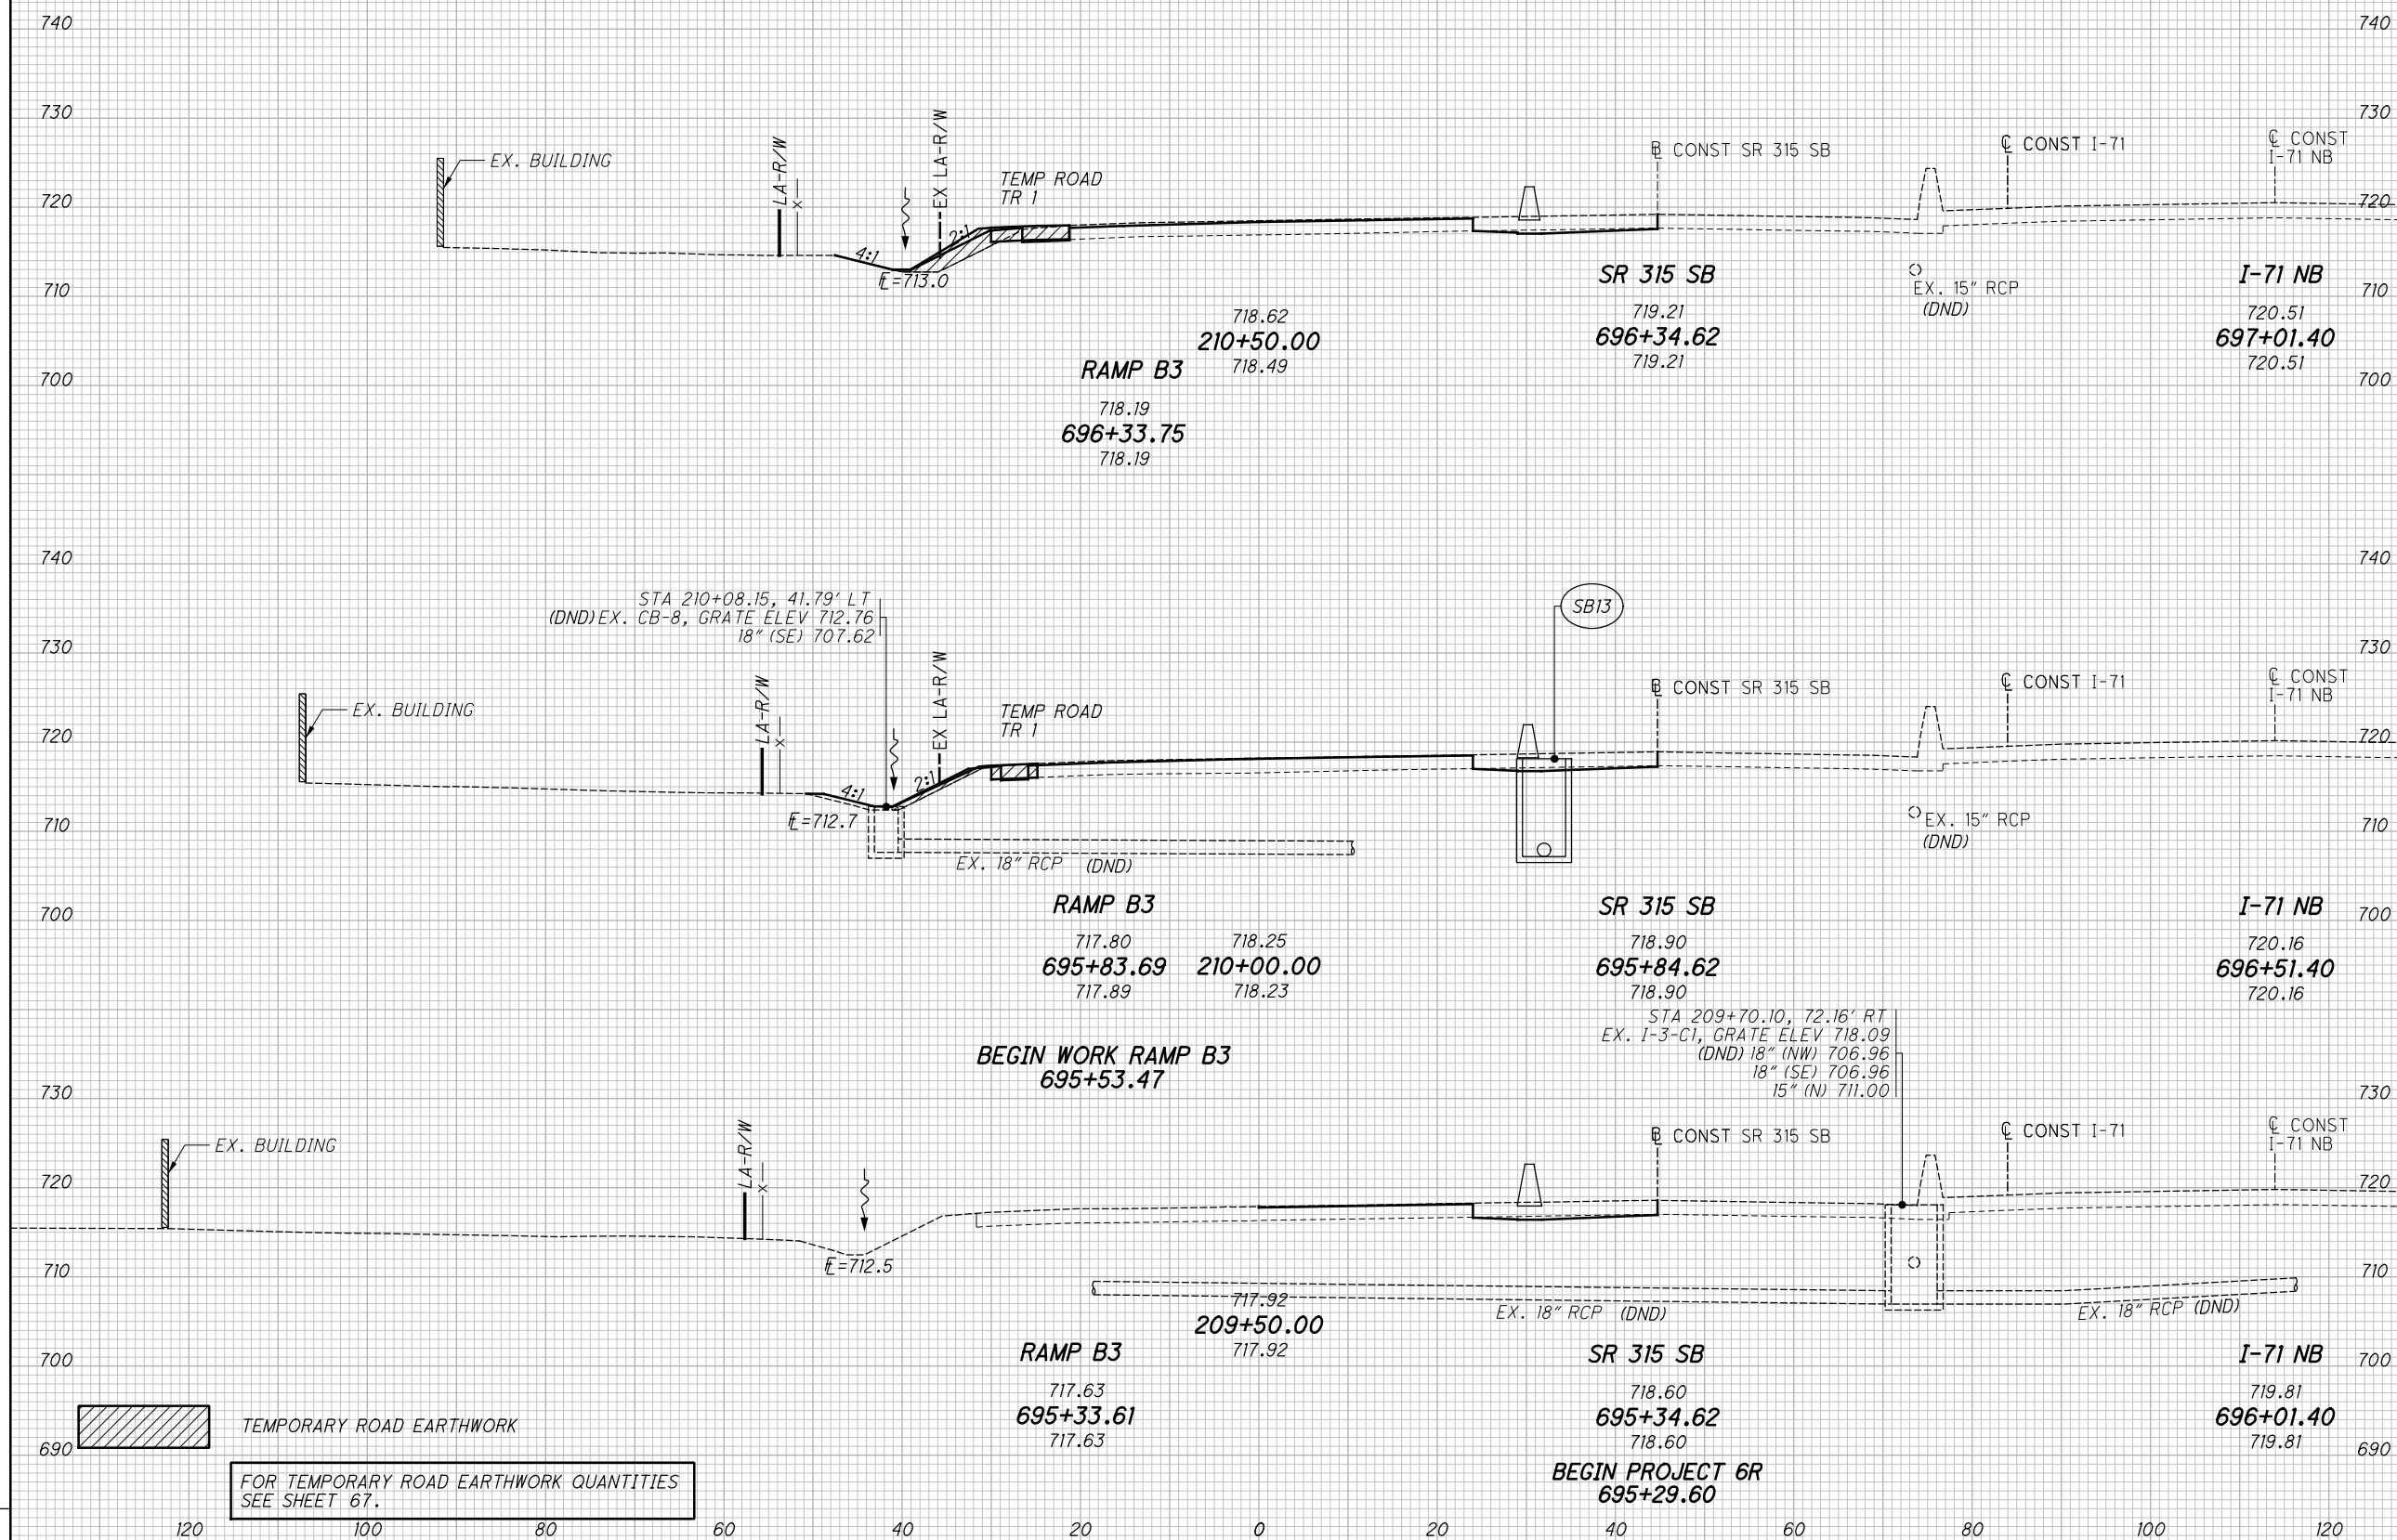 740
740
730
730
EX. BUILDING
LA-R/W
X
EX LA-R/W
TEMP ROAD
TR 1
℄ CONST I-71
℄ CONST
I-71 NB
B CONST SR 315 SB
720
720
4:1
2:1
FL=713.0
SR 315 SB
I-71 NB
EX. 15" RCP
(DND)
710
710
718.62
210+50.00
718.49
719.21
696+34.62
719.21
720.51
697+01.40
720.51
RAMP B3
718.19
696+33.75
718.19
700
700
740
740
STA 210+08.15, 41.79' LT
(DND) EX. CB-8, GRATE ELEV 712.76
18" (SE) 707.62
SB13
730
730
EX. BUILDING
LA-R/W
X
EX LA-R/W
TEMP ROAD
TR 1
B CONST SR 315 SB
℄ CONST I-71
℄ CONST
I-71 NB
720
720
4:1
2:1
FL=712.7
EX. 15" RCP
(DND)
710
710
EX. 18" RCP (DND)
RAMP B3
SR 315 SB
I-71 NB
700
700
717.80
695+83.69
717.89
718.25
210+00.00
718.23
718.90
695+84.62
718.90
720.16
696+51.40
720.16
STA 209+70.10, 72.16' RT
EX. I-3-C1, GRATE ELEV 718.09
(DND) 18" (NW) 706.96
18" (SE) 706.96
15" (N) 711.00
BEGIN WORK RAMP B3
695+53.47
730
730
EX. BUILDING
LA-R/W
X
B CONST SR 315 SB
℄ CONST I-71
℄ CONST
I-71 NB
720
720
FL=712.5
710
710
EX. 18" RCP (DND)
EX. 18" RCP (DND)
717.92
209+50.00
717.92
RAMP B3
SR 315 SB
I-71 NB
700
700
717.63
695+33.61
717.63
718.60
695+34.62
718.60
719.81
696+01.40
719.81
TEMPORARY ROAD EARTHWORK
690
690
BEGIN PROJECT 6R
695+29.60
FOR TEMPORARY ROAD EARTHWORK QUANTITIES
SEE SHEET 67.
120 100 80 60 40 20 0 20 40 60 80 100 120